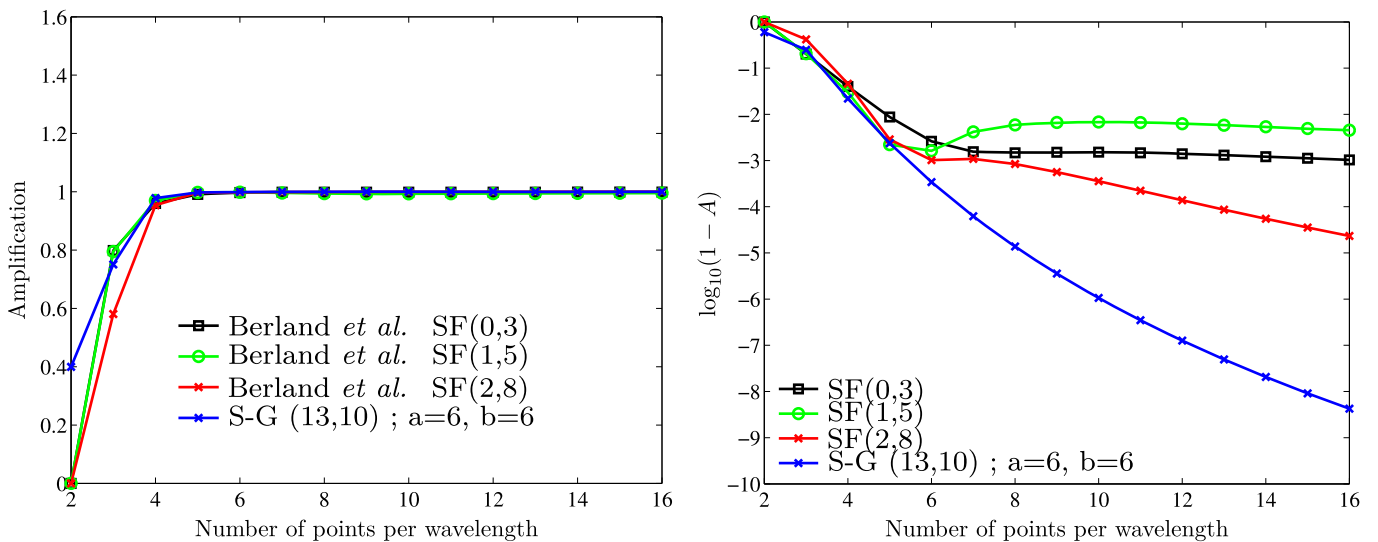 1.6
1.4
1.2
1
0.8
0.6
0.4
0.2
0
Amplification
Berland et al. SF(0,3)
Berland et al. SF(1,5)
Berland et al. SF(2,8)
S-G (13,10) ; a=6, b=6
2 4 6 8 10 12 14 16
Number of points per wavelength
0
−1
−2
−3
−4
−5
−6
−7
−8
−9
−10
log10(1 − A)
SF(0,3)
SF(1,5)
SF(2,8)
S-G (13,10) ; a=6, b=6
2 4 6 8 10 12 14 16
Number of points per wavelength